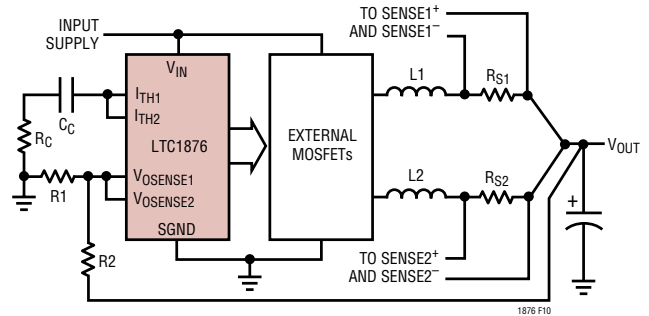 INPUT
SUPPLY
TO SENSE1+
AND SENSE1−
VIN
ITH1
ITH2
LTC1876
VOSENSE1
VOSENSE2
SGND
CC
RC
R1
R2
EXTERNAL
MOSFETs
L1
RS1
L2
RS2
VOUT
+
TO SENSE2+
AND SENSE2−
1876 F10